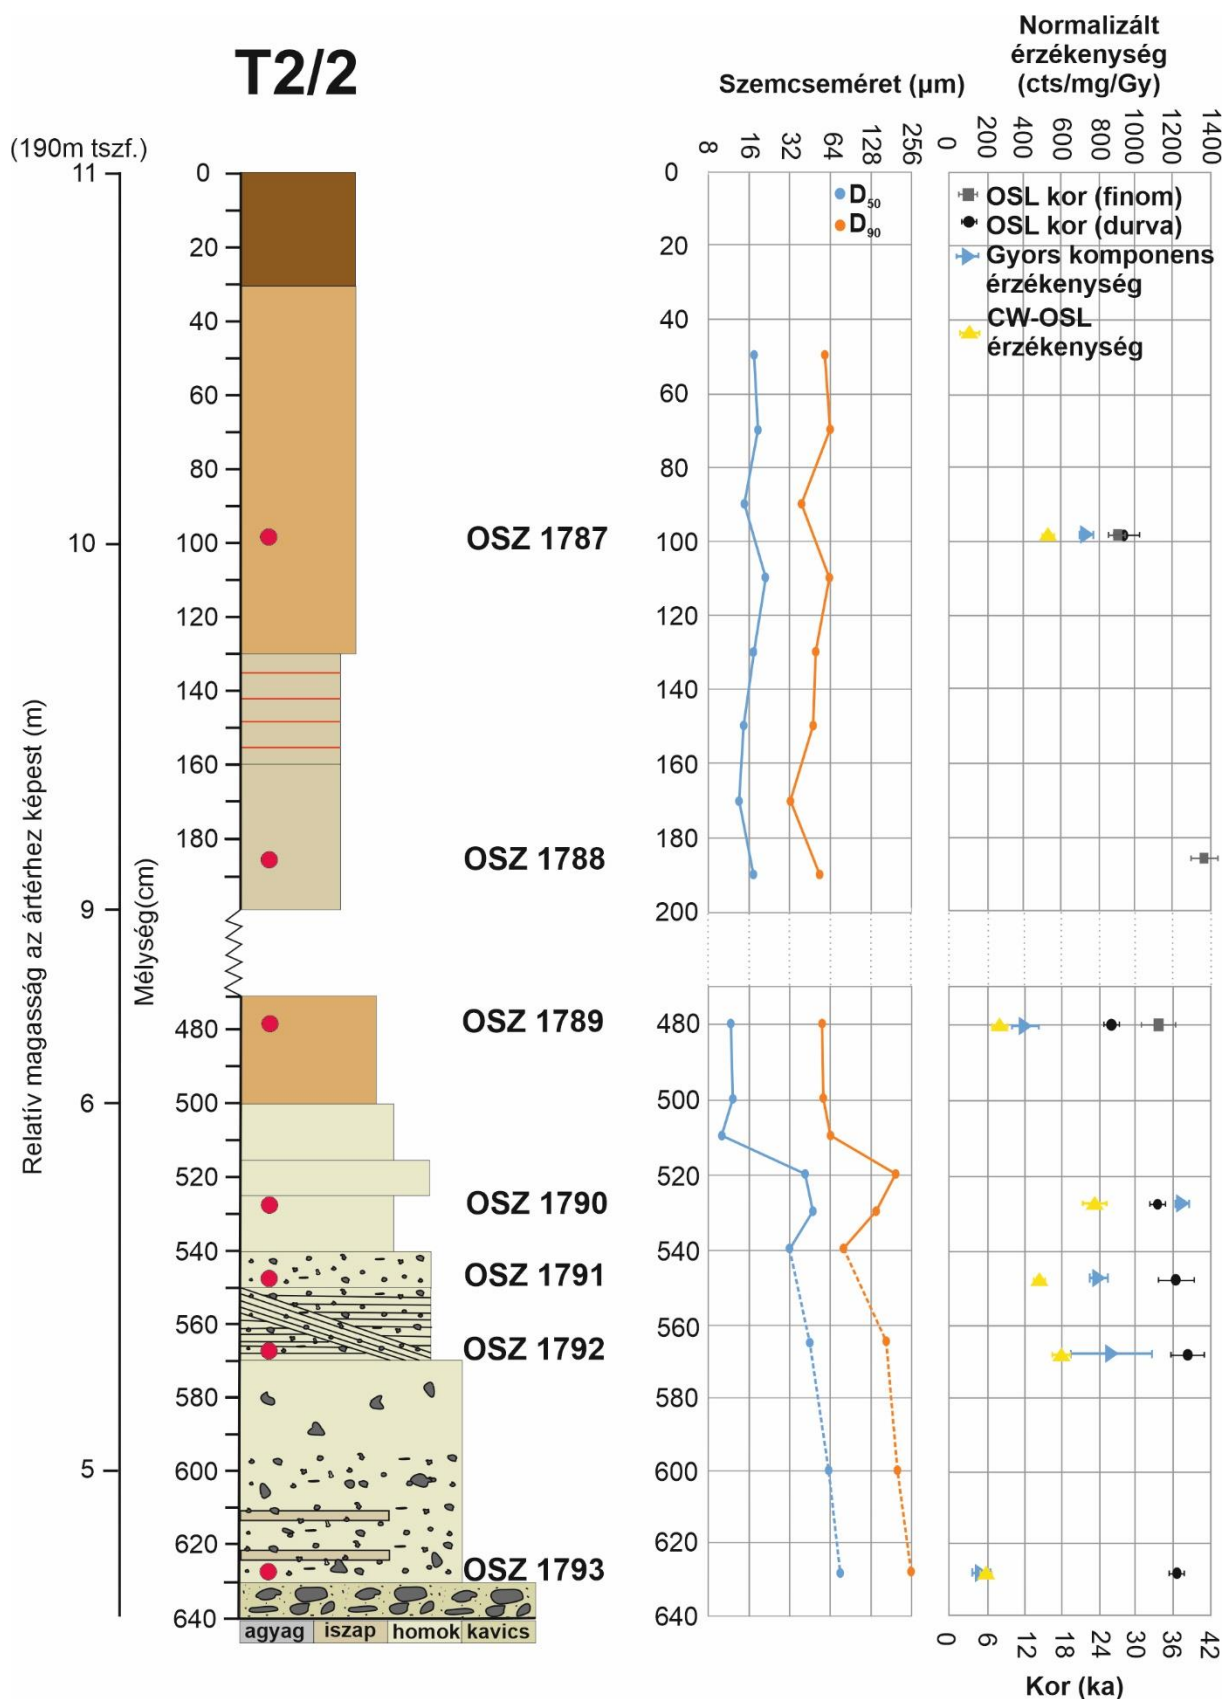 T2/2
Normalizált
érzékenység
(cts/mg/Gy)
Szemcseméret (µm)
8 16 32 64 128 256
0 200 400 600 800 1000 1200 1400
(190m tszf.)
11
10
9
6
5
Relatív magasság az ártérhez képest (m)
Mélység(cm)
0
20
40
60
80
100
120
140
160
180
480
500
520
540
560
580
600
620
640
OSZ 1787
OSZ 1788
OSZ 1789
OSZ 1790
OSZ 1791
OSZ 1792
OSZ 1793
agyag iszap homok kavics
0
20
40
60
80
100
120
140
160
180
200
480
500
520
540
560
580
600
620
640
D50
D90
OSL kor (finom)
OSL kor (durva)
Gyors komponens
érzékenység
CW-OSL
érzékenység
0 6 12 18 24 30 36 42
Kor (ka)